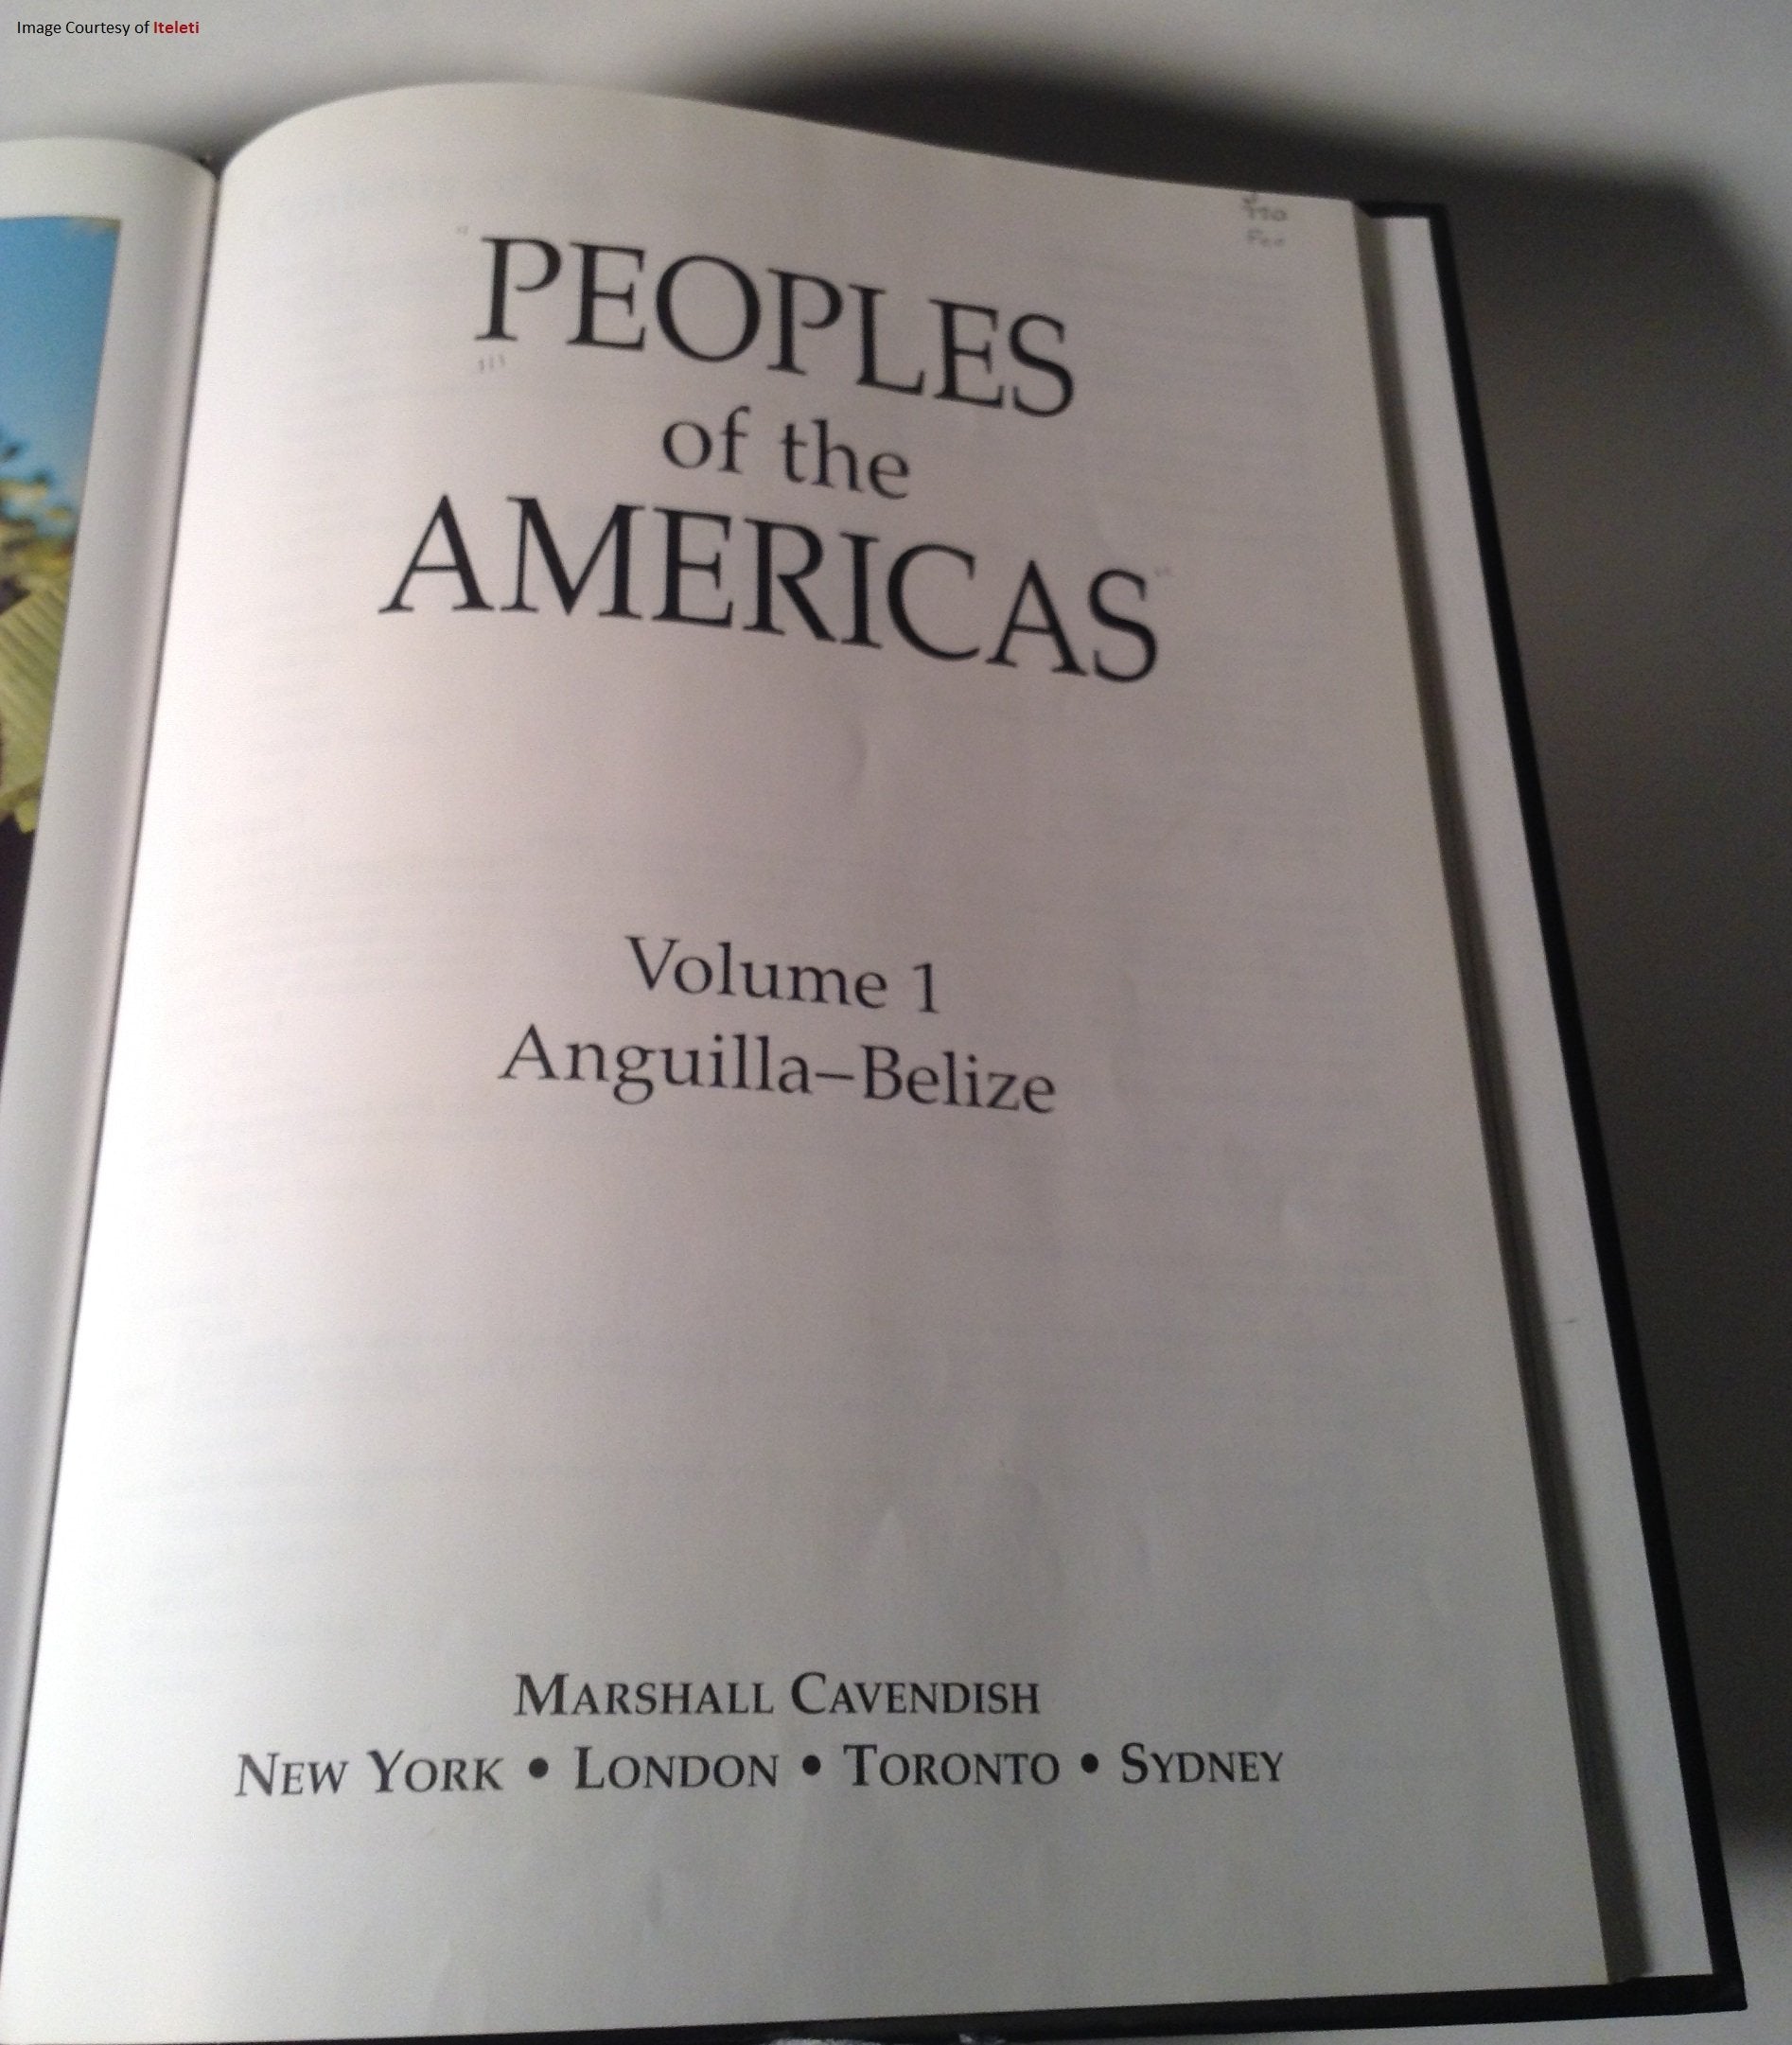 Image Courtesy of Iteleti
PEOPLES
of the
AMERICAS
Volume 1
Anguilla–Belize
MARSHALL CAVENDISH
NEW YORK • LONDON • TORONTO • SYDNEY